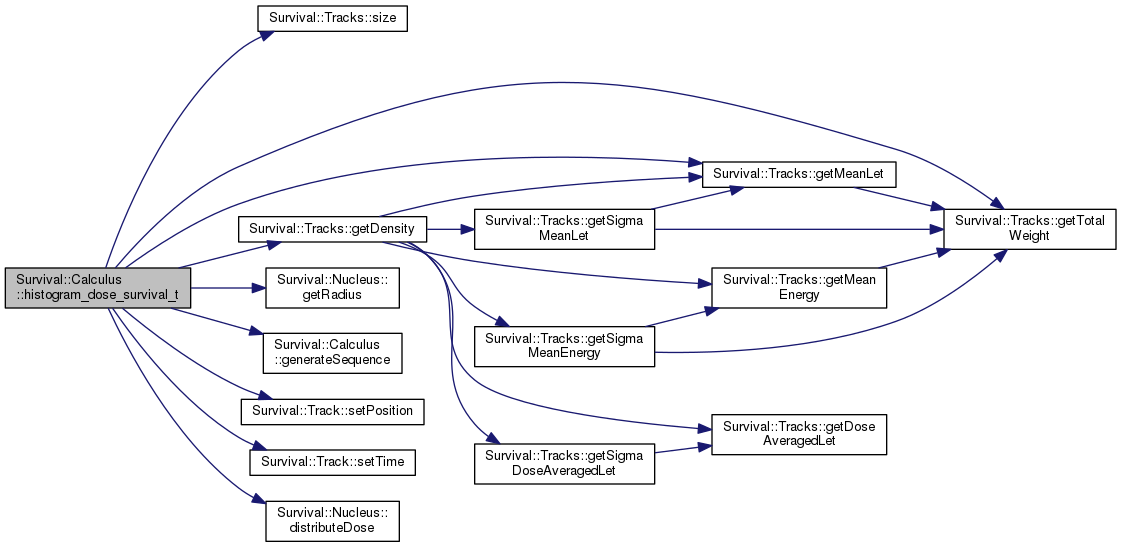 Survival::Tracks::size
Survival::Tracks::getMeanLet
Survival::Tracks::getDensity
Survival::Tracks::getSigma
MeanLet
Survival::Tracks::getTotal
Weight
Survival::Calculus
::histogram_dose_survival_t
Survival::Nucleus::
getRadius
Survival::Tracks::getMean
Energy
Survival::Calculus
::generateSequence
Survival::Tracks::getSigma
MeanEnergy
Survival::Track::setPosition
Survival::Tracks::getDose
AveragedLet
Survival::Track::setTime
Survival::Tracks::getSigma
DoseAveragedLet
Survival::Nucleus::
distributeDose